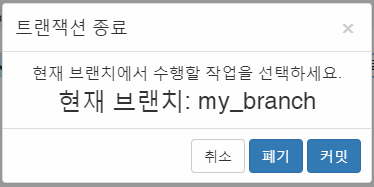 트랜잭션 종료 ×
현재 브랜치에서 수행할 작업을 선택하세요.
현재 브랜치: my_branch
취소 폐기 커밋